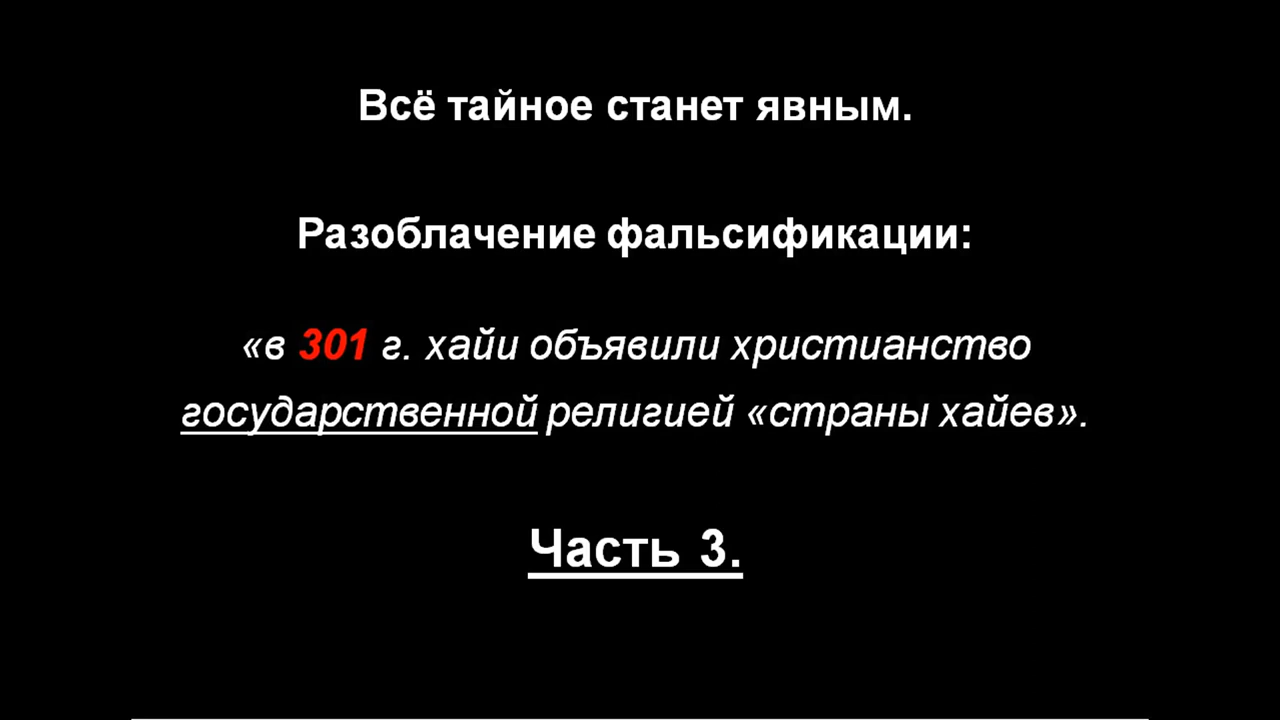 Всё тайное станет явным.
Разоблачение фальсификации:
«в 301 г. хайи объявили христианство
государственной религией «страны хайев».
Часть 3.